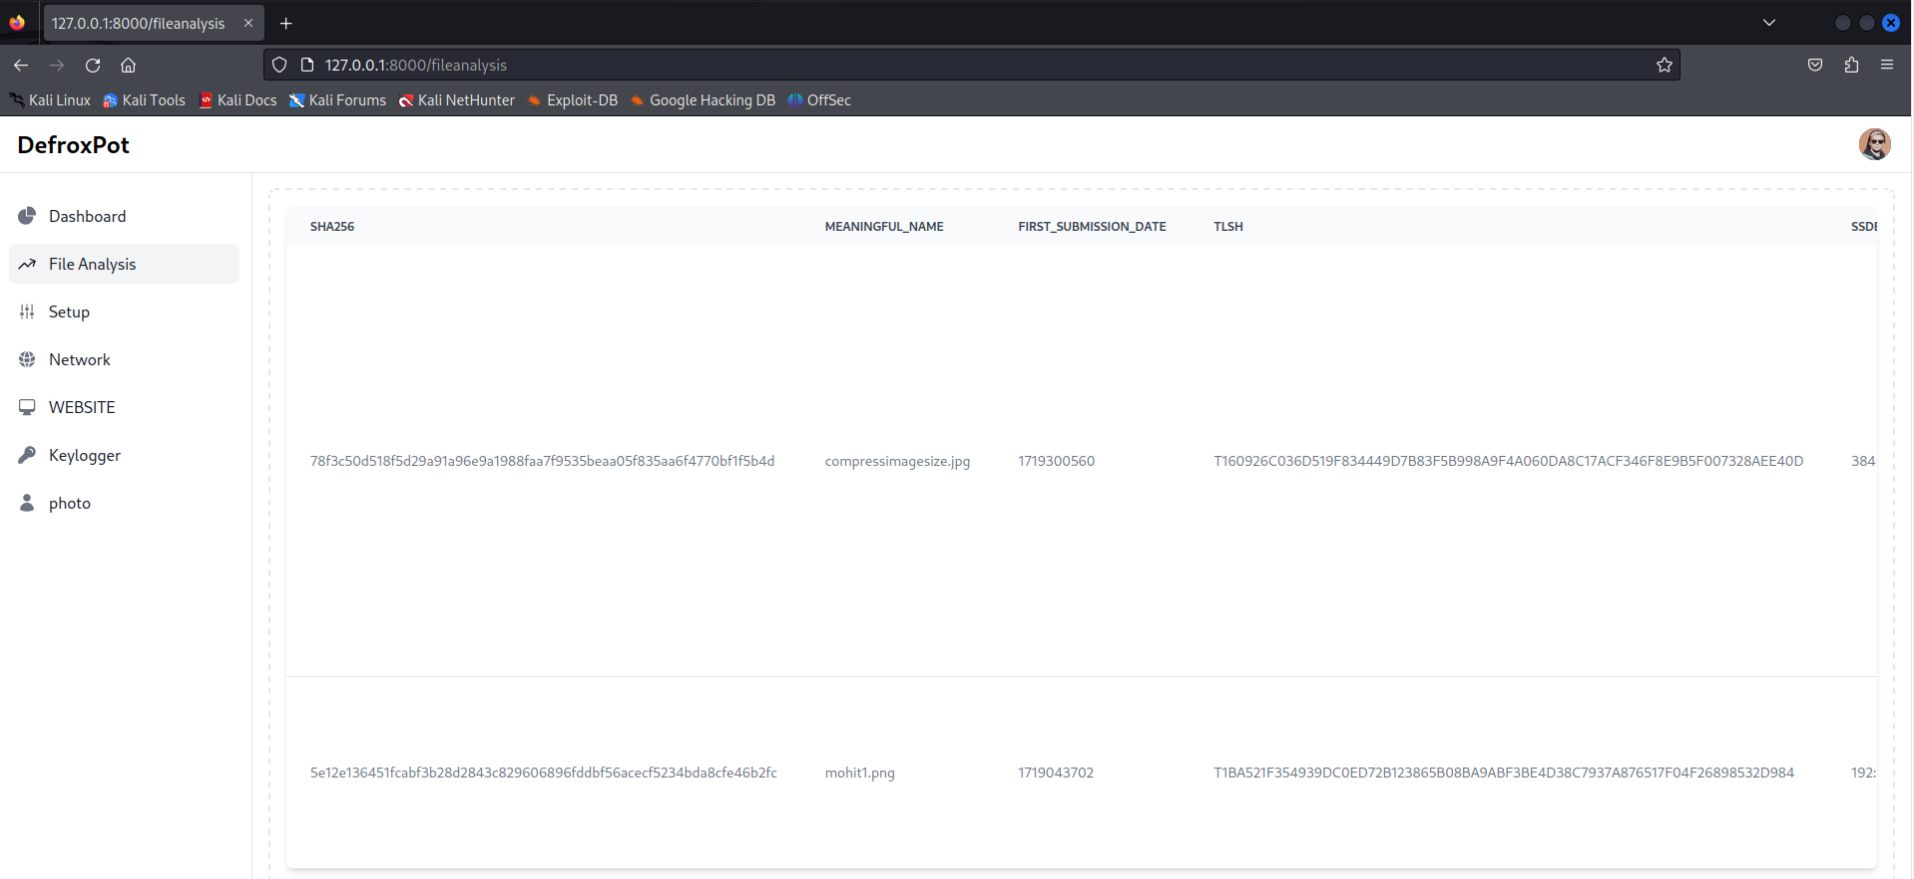 127.0.0.1:8000/fileanalysis
127.0.0.1:8000/fileanalysis
Kali Linux Kali Tools Kali Docs Kali Forums Kali NetHunter Exploit-DB Google Hacking DB OffSec
DefroxPot
Dashboard
File Analysis
Setup
Network
WEBSITE
Keylogger
photo
SHA256 MEANINGFUL_NAME FIRST_SUBMISSION_DATE TLSH SSDE
78f3c50d518f5d29a91a96e9a1988faa7f9535beaa05f835aa6f4770bf1f5b4d compressimagesize.jpg 1719300560 T160926C036D519F834449D7B83F5B998A9F4A060DA8C17ACF346F8E9B5F007328AEE40D 384:
5e12e136451fcabf3b28d2843c829606896fddbf56acecf5234bda8cfe46b2fc mohit1.png 1719043702 T1BA521F354939DC0ED72B123865B08BA9ABF3BE4D38C7937A876517F04F26898532D984 192: